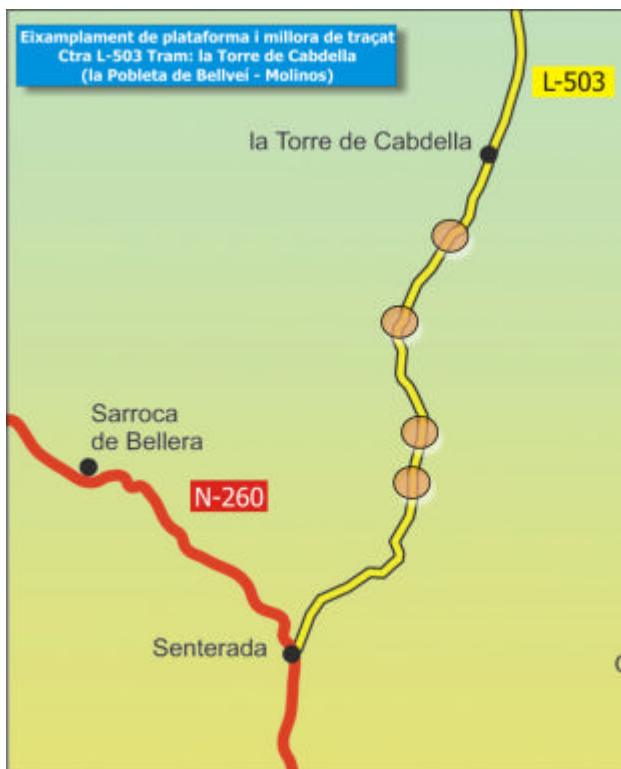 Eixamplament de plataforma i millora de traçat
Ctra L-503 Tram: la Torre de Cabdella
(la Pobleta de Bellveí - Molinos)
L-503
la Torre de Cabdella
Sarroca
de Bellera
N-260
Senterada